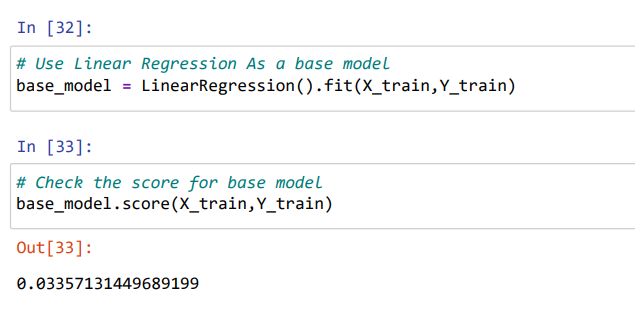 In [32]:
# Use Linear Regression As a base model
base_model = LinearRegression().fit(X_train,Y_train)
In [33]:
# Check the score for base model
base_model.score(X_train,Y_train)
Out[33]:
0.03357131449689199